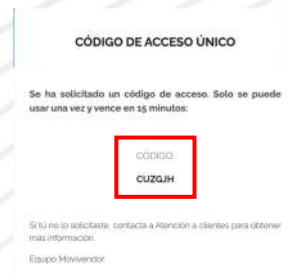 CÓDIGO DE ACCESO ÚNICO
Se ha solicitado un código de acceso. Solo se puede
usar una vez y vence en 15 minutos:
CÓDIGO:
CUZGJH
Si tú no lo solicitaste, contacta a Atención a clientes para obtener
más información.
Equipo Movivendor.